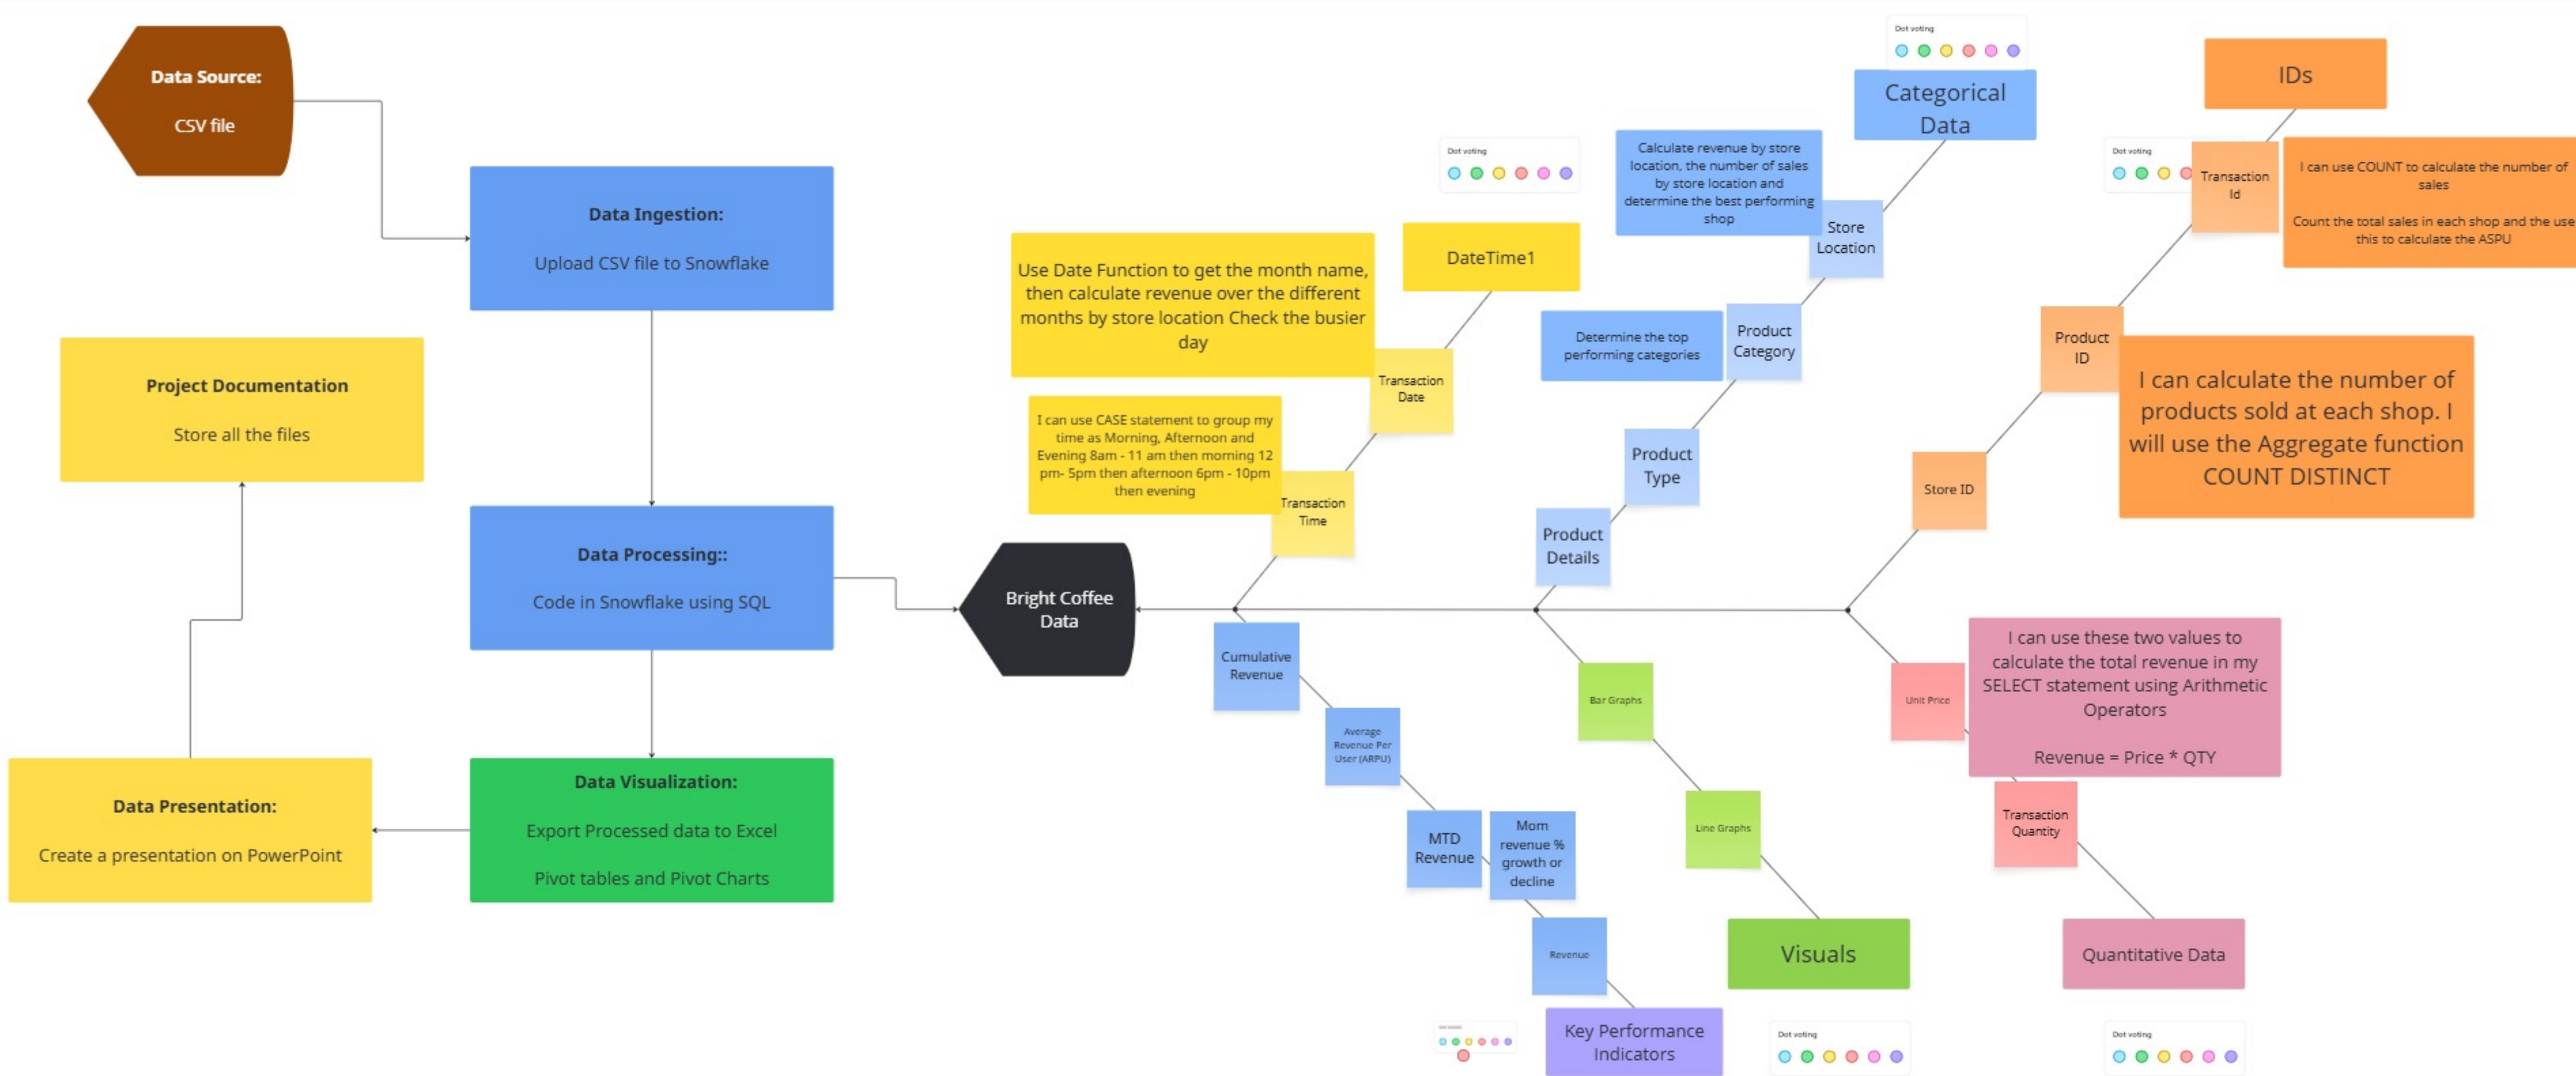 Data Source:
CSV file
Data Ingestion:
Upload CSV file to Snowflake
Project Documentation
Store all the files
Data Processing::
Code in Snowflake using SQL
Data Visualization:
Export Processed data to Excel
Pivot tables and Pivot Charts
Data Presentation:
Create a presentation on PowerPoint
Bright Coffee
Data
Dot voting
DateTime1
Use Date Function to get the month name,
then calculate revenue over the different
months by store location Check the busier
day
Transaction
Date
I can use CASE statement to group my
time as Morning, Afternoon and
Evening 8am - 11 am then morning 12
pm- 5pm then afternoon 6pm - 10pm
then evening
Transaction
Time
Dot voting
Categorical
Data
Calculate revenue by store
location, the number of sales
by store location and
determine the best performing
shop
Store
Location
Determine the top
performing categories
Product
Category
Product
Type
Product
Details
IDs
Dot voting
Transaction
Id
I can use COUNT to calculate the number of
sales
Count the total sales in each shop and the use
this to calculate the ASPU
Product
ID
I can calculate the number of
products sold at each shop. I
will use the Aggregate function
COUNT DISTINCT
Store ID
Cumulative
Revenue
Average
Revenue Per
User (ARPU)
MTD
Revenue
Mom
revenue %
growth or
decline
Revenue
Key Performance
Indicators
Bar Graphs
Line Graphs
Visuals
Dot voting
Unit Price
I can use these two values to
calculate the total revenue in my
SELECT statement using Arithmetic
Operators
Revenue = Price * QTY
Transaction
Quantity
Quantitative Data
Dot voting